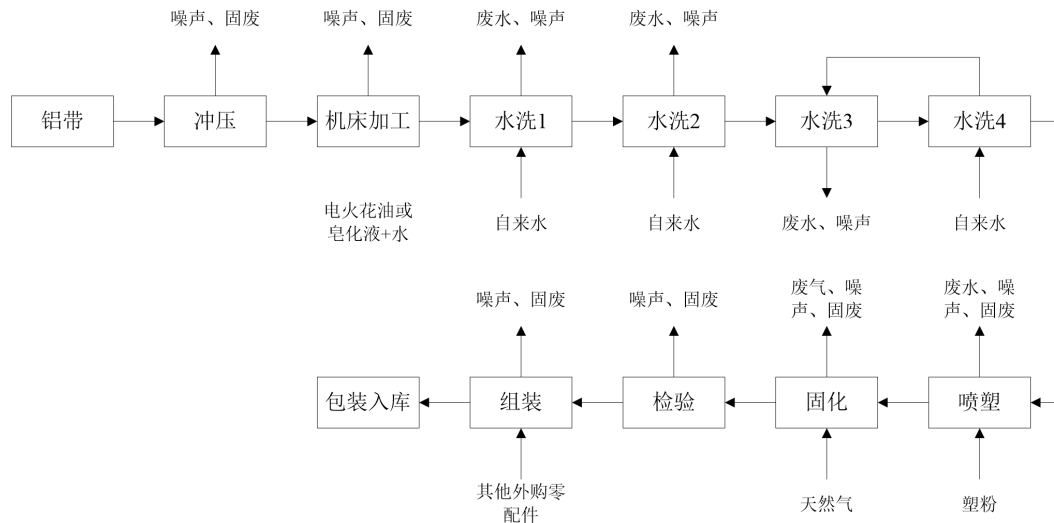 噪声、固废
噪声、固废
废水、噪声
废水、噪声
铝带
冲压
机床加工
水洗1
水洗2
水洗3
水洗4
电火花油或
皂化液+水
自来水
自来水
废水、噪声
自来水
噪声、固废
噪声、固废
废气、噪
声、固废
废水、噪
声、固废
包装入库
组装
检验
固化
喷塑
其他外购零
配件
天然气
塑粉